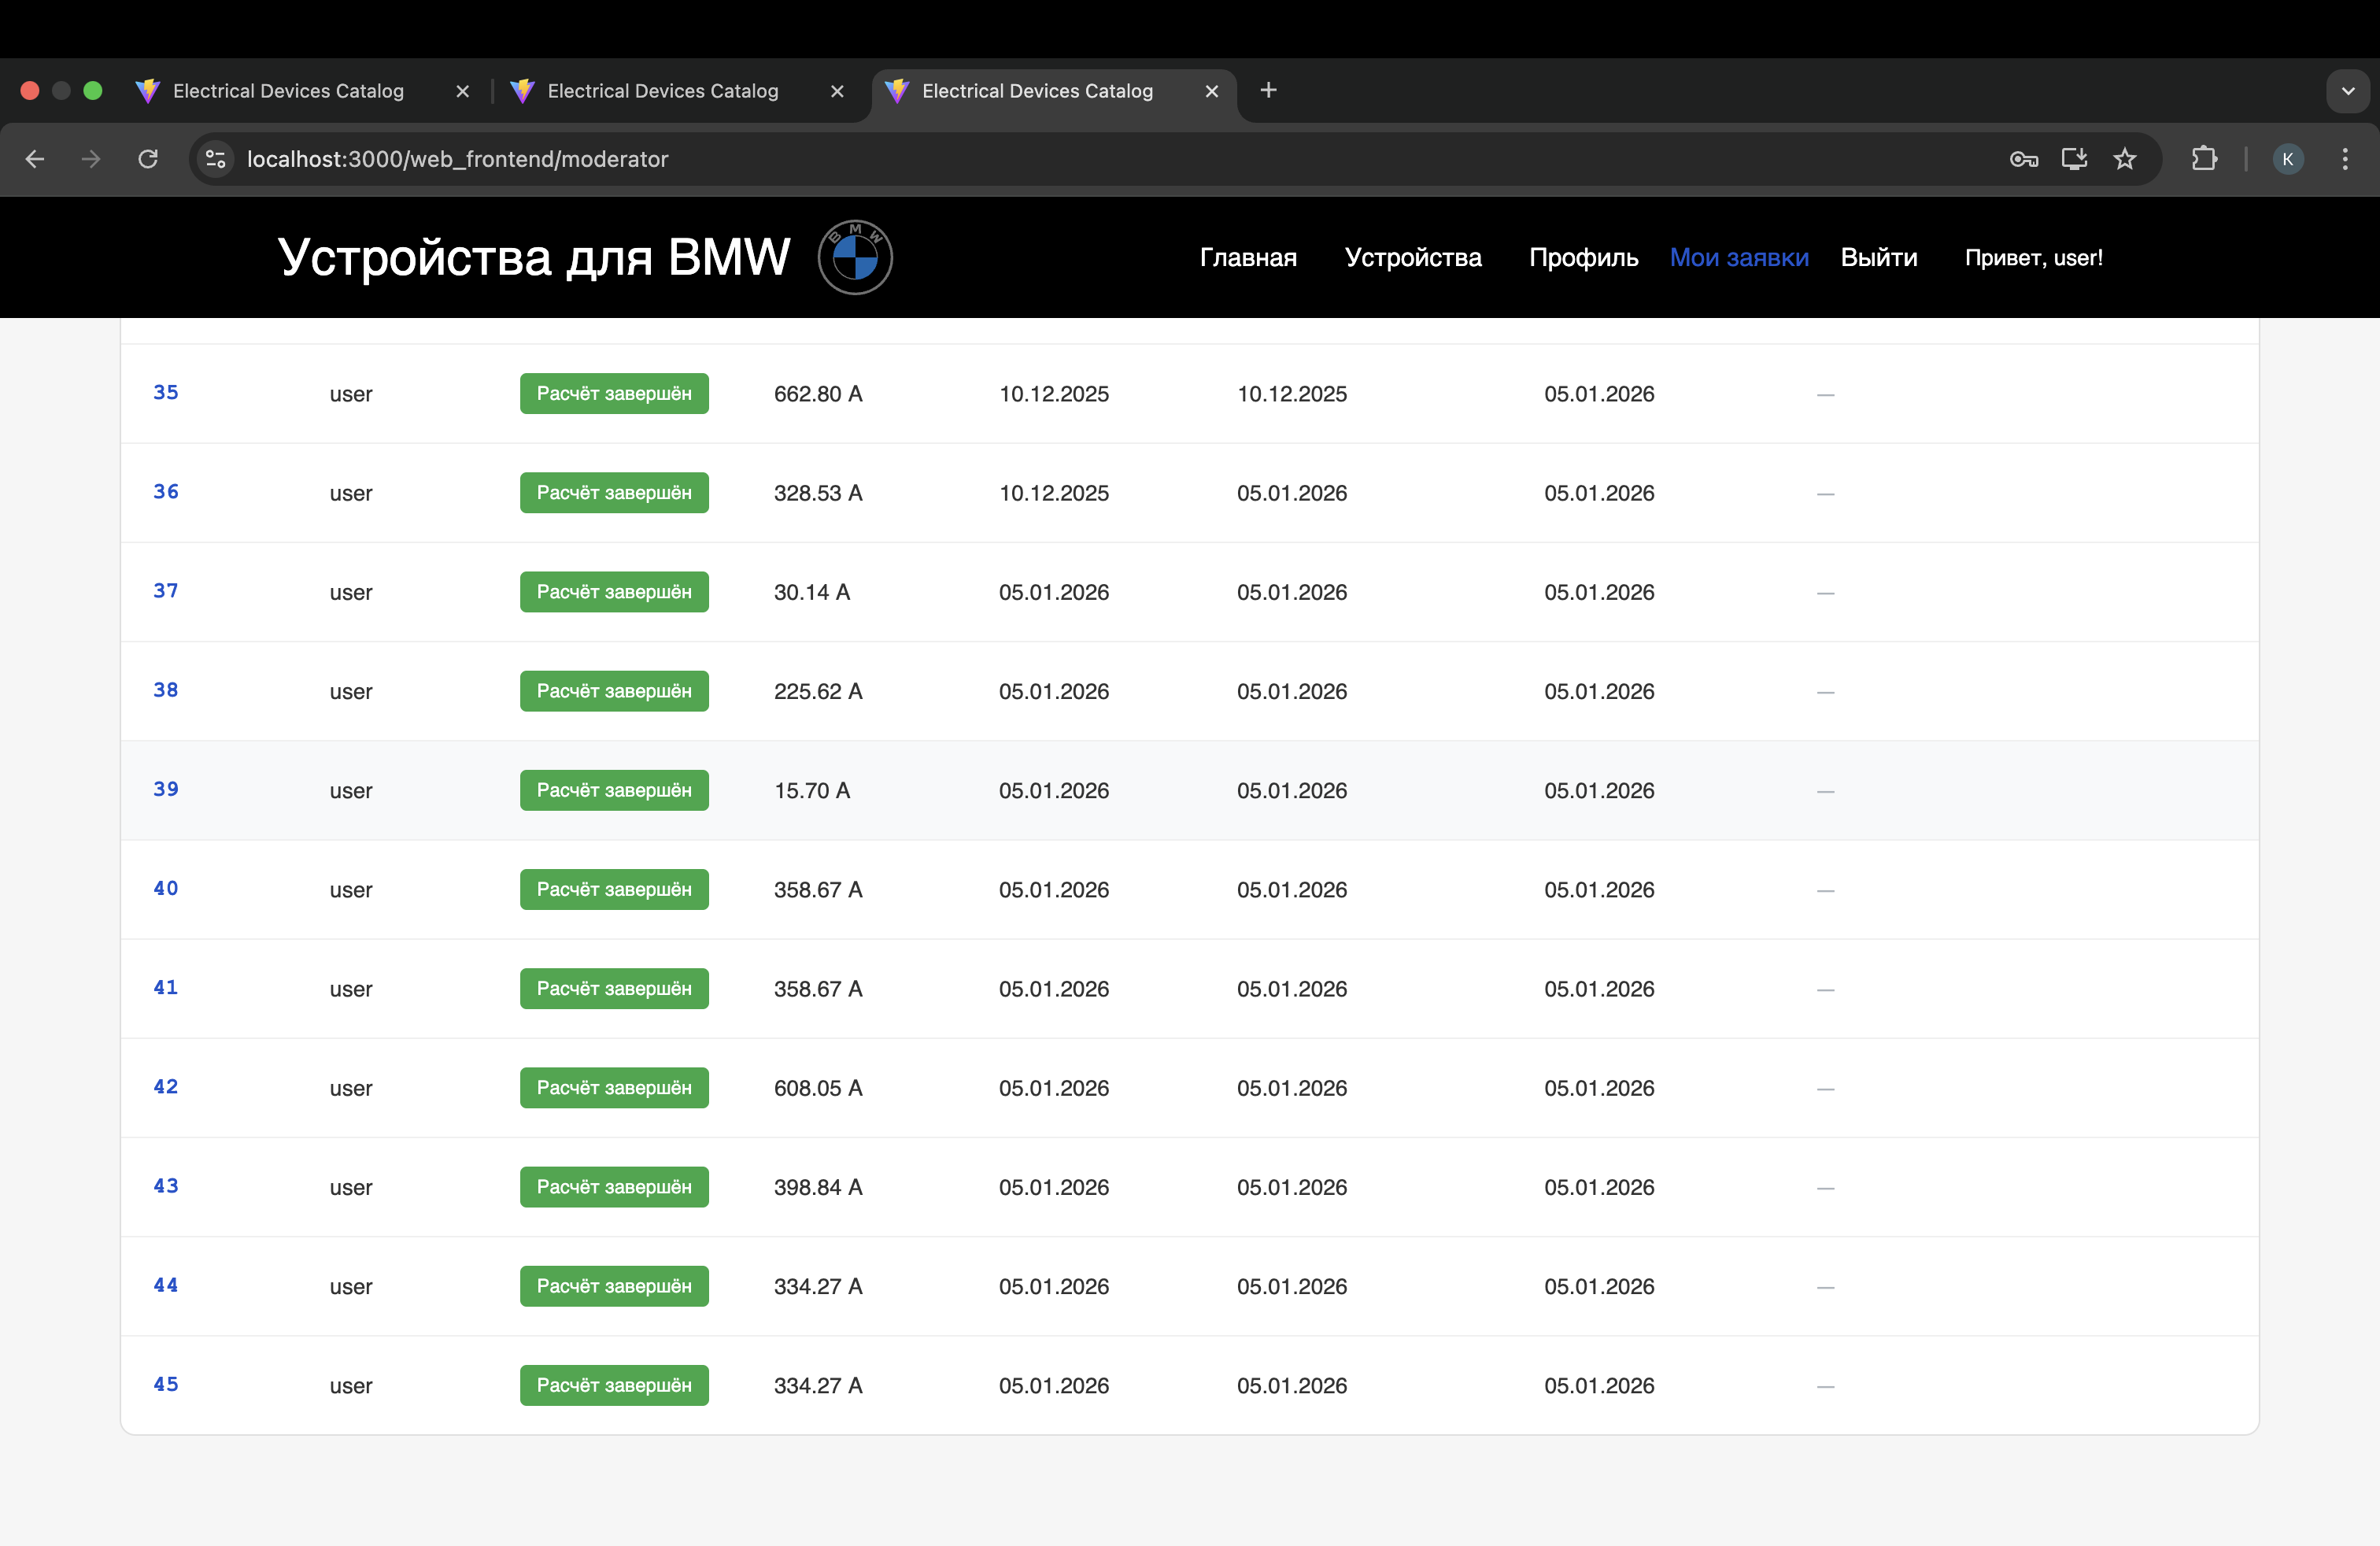 Electrical Devices Catalog Electrical Devices Catalog Electrical Devices Catalog
localhost:3000/web_frontend/moderator K
Устройства для BMW BMW Главная Устройства Профиль Мои заявки Выйти Привет, user!
35 user Расчёт завершён 662.80 A 10.12.2025 10.12.2025 05.01.2026 —
36 user Расчёт завершён 328.53 A 10.12.2025 05.01.2026 05.01.2026 —
37 user Расчёт завершён 30.14 A 05.01.2026 05.01.2026 05.01.2026 —
38 user Расчёт завершён 225.62 A 05.01.2026 05.01.2026 05.01.2026 —
39 user Расчёт завершён 15.70 A 05.01.2026 05.01.2026 05.01.2026 —
40 user Расчёт завершён 358.67 A 05.01.2026 05.01.2026 05.01.2026 —
41 user Расчёт завершён 358.67 A 05.01.2026 05.01.2026 05.01.2026 —
42 user Расчёт завершён 608.05 A 05.01.2026 05.01.2026 05.01.2026 —
43 user Расчёт завершён 398.84 A 05.01.2026 05.01.2026 05.01.2026 —
44 user Расчёт завершён 334.27 A 05.01.2026 05.01.2026 05.01.2026 —
45 user Расчёт завершён 334.27 A 05.01.2026 05.01.2026 05.01.2026 —